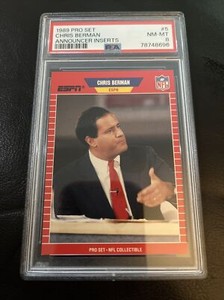 1989 PRO SET #5
CHRIS BERMAN NM-MT
ANNOUNCER INSERTS 8
PSA 78748698
CHRIS BERMAN
ESPN
ESPN
NFL
PRO SET • NFL COLLECTIBLE